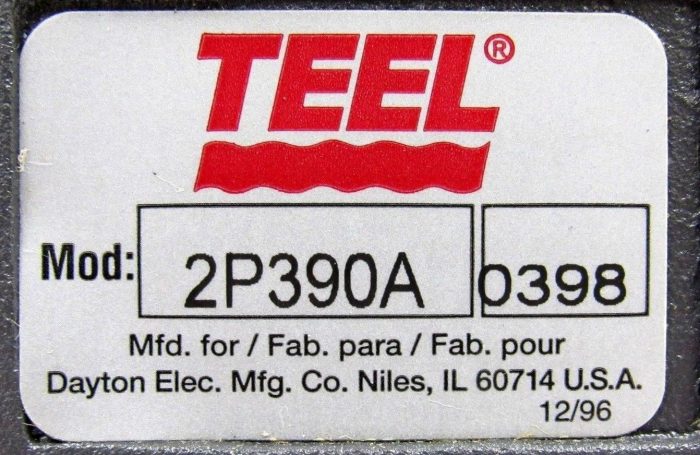 TEEL®
Mod: 2P390A 0398
Mfd. for / Fab. para / Fab. pour
Dayton Elec. Mfg. Co. Niles, IL 60714 U.S.A.
12/96